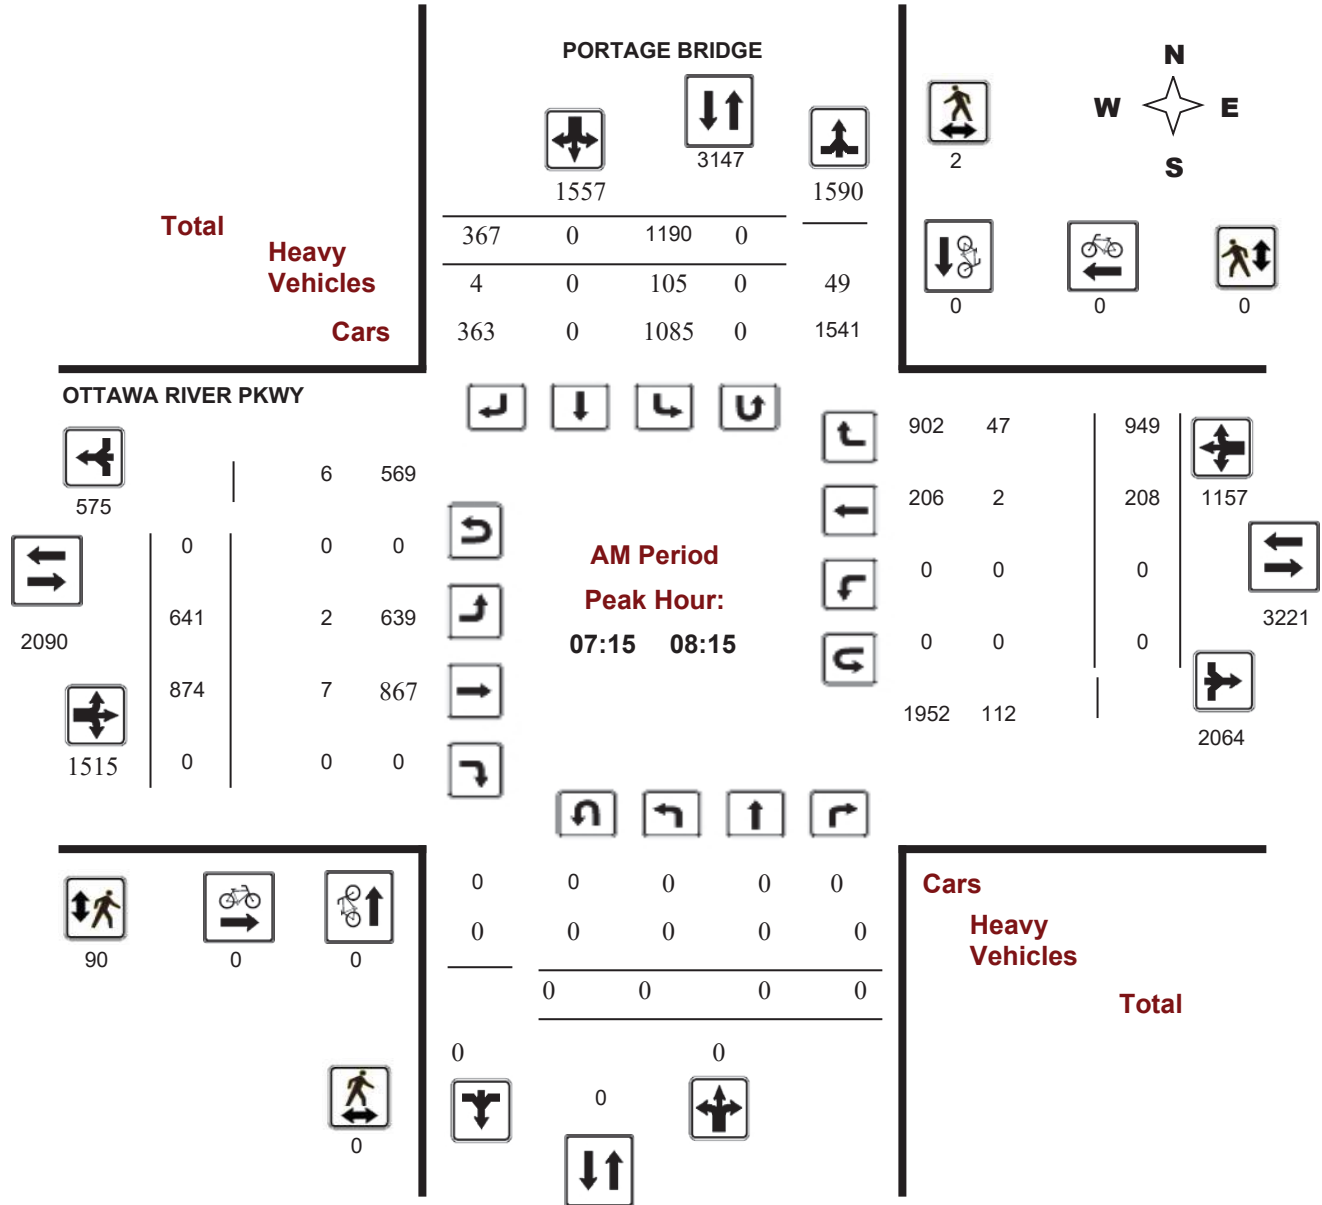 PORTAGE BRIDGE
N
W E
S
3147
2
1557 1590
Total
367 0 1190 0
Heavy
Vehicles
4 0 105 0 49
0 0 0
Cars
363 0 1085 0 1541
OTTAWA RIVER PKWY
902 47 949
6 569
575
206 2 208 1157
0 0 0
AM Period
0 0 0
Peak Hour:
641 2 639
3221
2090
07:15 08:15
0 0 0
874 7 867
1952 112
2064
1515 0 0 0
0 0 0 0 0
Cars
0 0 0 0 0
Heavy
Vehicles
90 0 0
0 0 0 0
Total
0 0
0
0